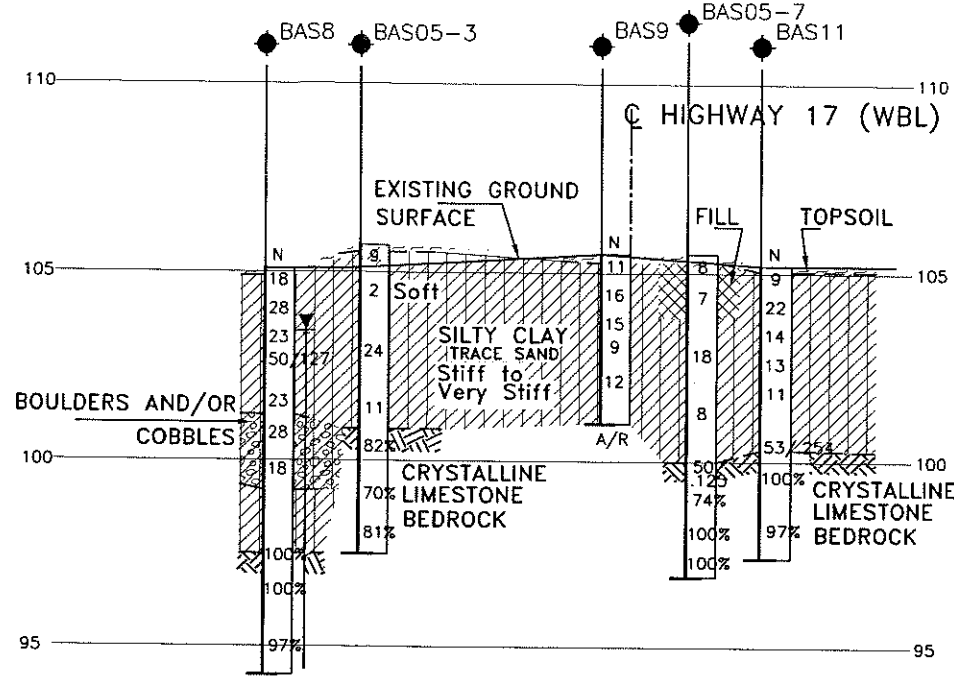 BAS8
BAS05-3
BAS9
BAS05-7
BAS11
110
110
℄ HIGHWAY 17 (WBL)
EXISTING GROUND
SURFACE
FILL
TOPSOIL
N
9
N
N
105
105
18
28
23
50/127
23
28
18
100%
100%
97%
2
Soft
24
11
82%
70%
81%
SILTY CLAY
TRACE SAND
Stiff to
Very Stiff
11
16
15
9
12
A/R
8
7
18
8
50/
.125
74%
100%
100%
9
22
14
13
11
53/254
100%
97%
BOULDERS AND/OR
COBBLES
100
100
CRYSTALLINE
LIMESTONE
BEDROCK
CRYSTALLINE
LIMESTONE
BEDROCK
95
95